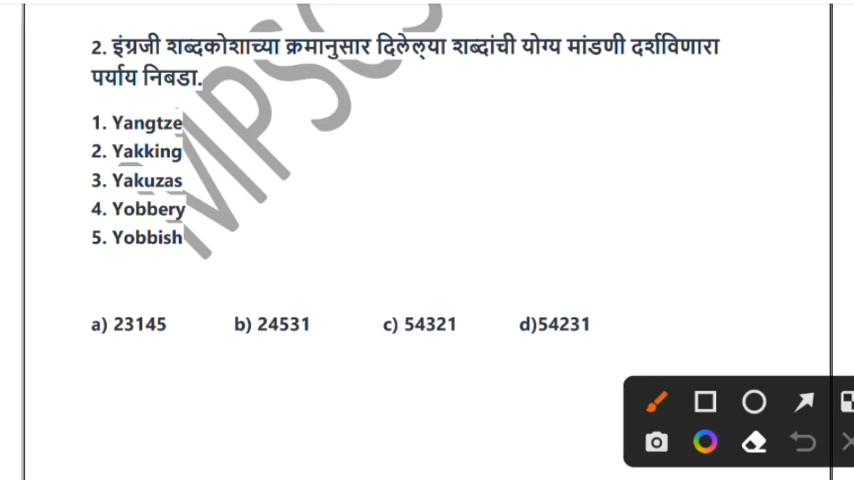 2. इंग्रजी शब्दकोशाच्या क्रमानुसार दिलेल्या शब्दांची योग्य मांडणी दर्शविणारा
पर्याय निबडा.
1. Yangtze
2. Yakking
3. Yakuzas
4. Yobbery
5. Yobbish
a) 23145 b) 24531 c) 54321 d)54231
MPSC